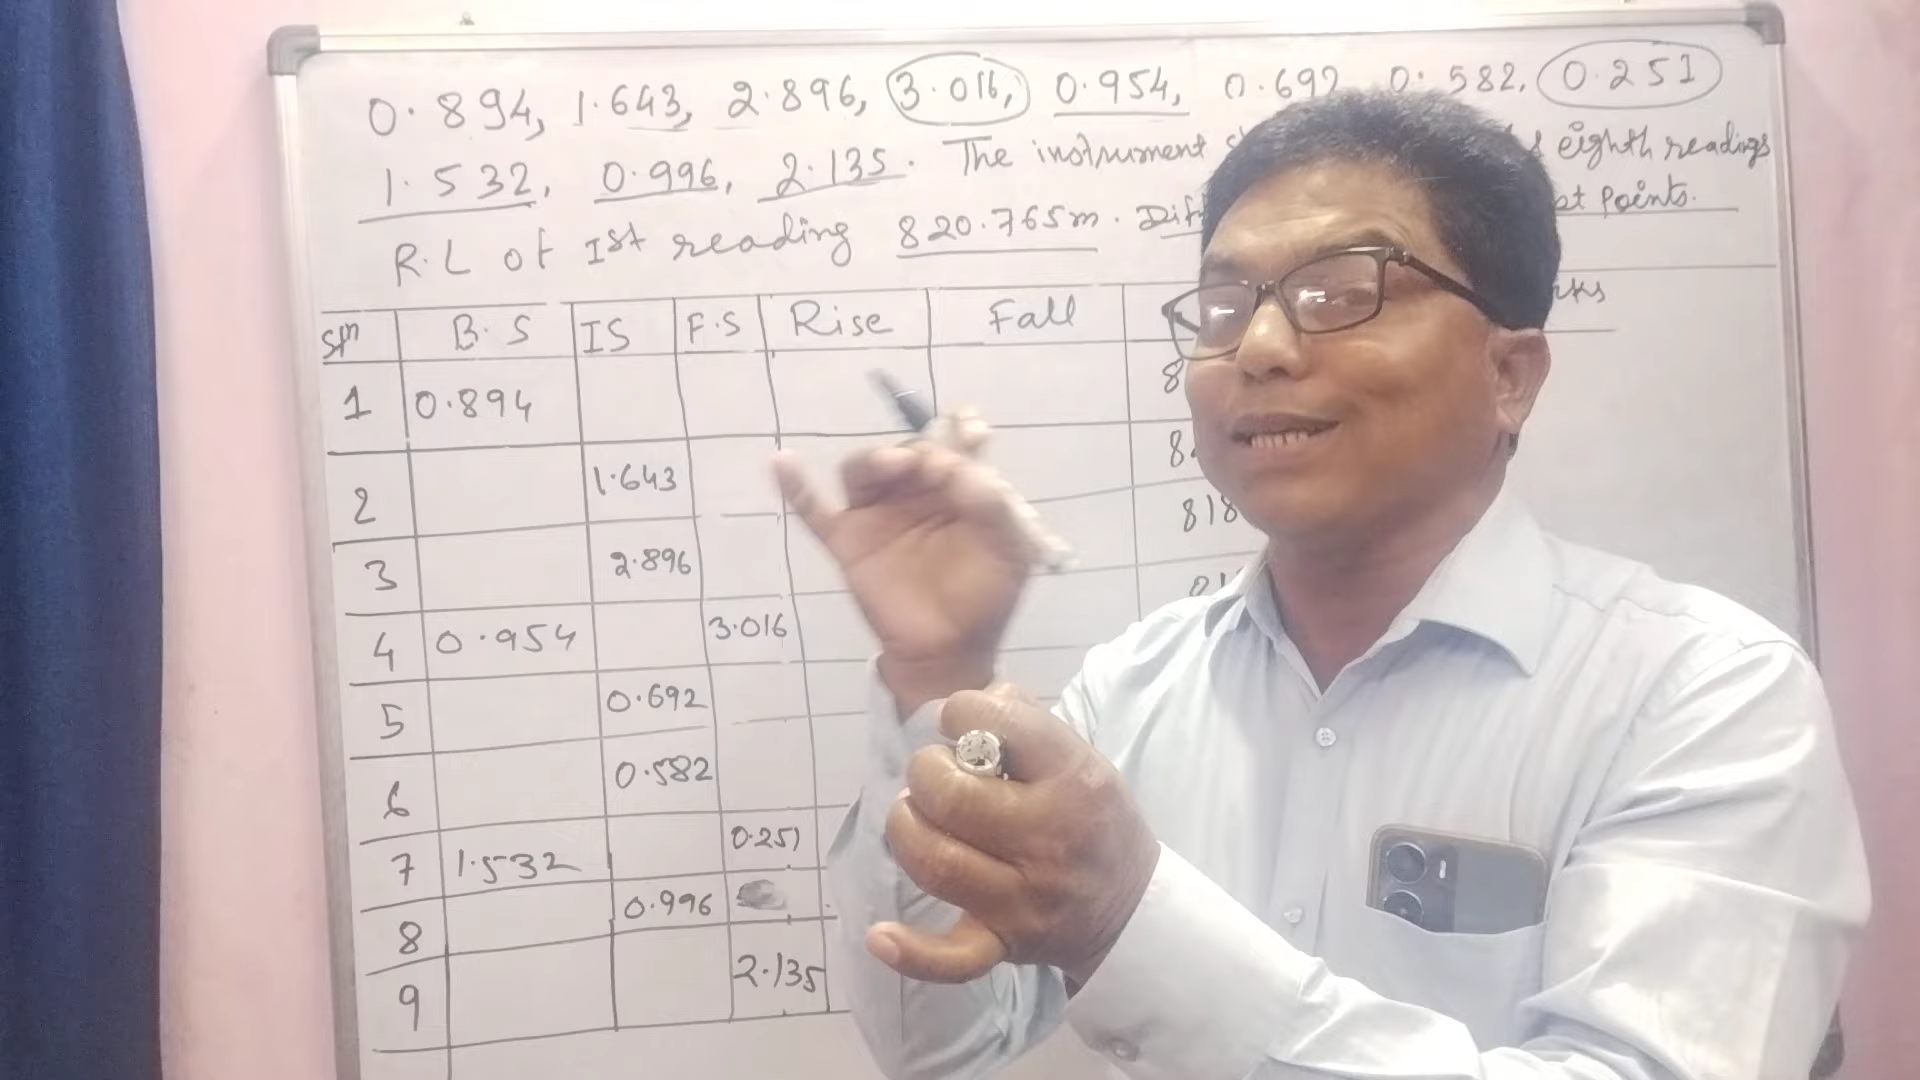 0.894, 1.643, 2.896, 3.016, 0.954, 0.692 0.582, 0.251
1.532, 0.996, 2.135. The instrument eighth readings
R.L of Ist reading 820.765m. points.
Stn B.S IS F.S Rise Fall
1 0.894
2 1.643
3 2.896 818
4 0.954 3.016
5 0.692
6 0.582
7 1.532 0.251
8 0.996
9 2.135